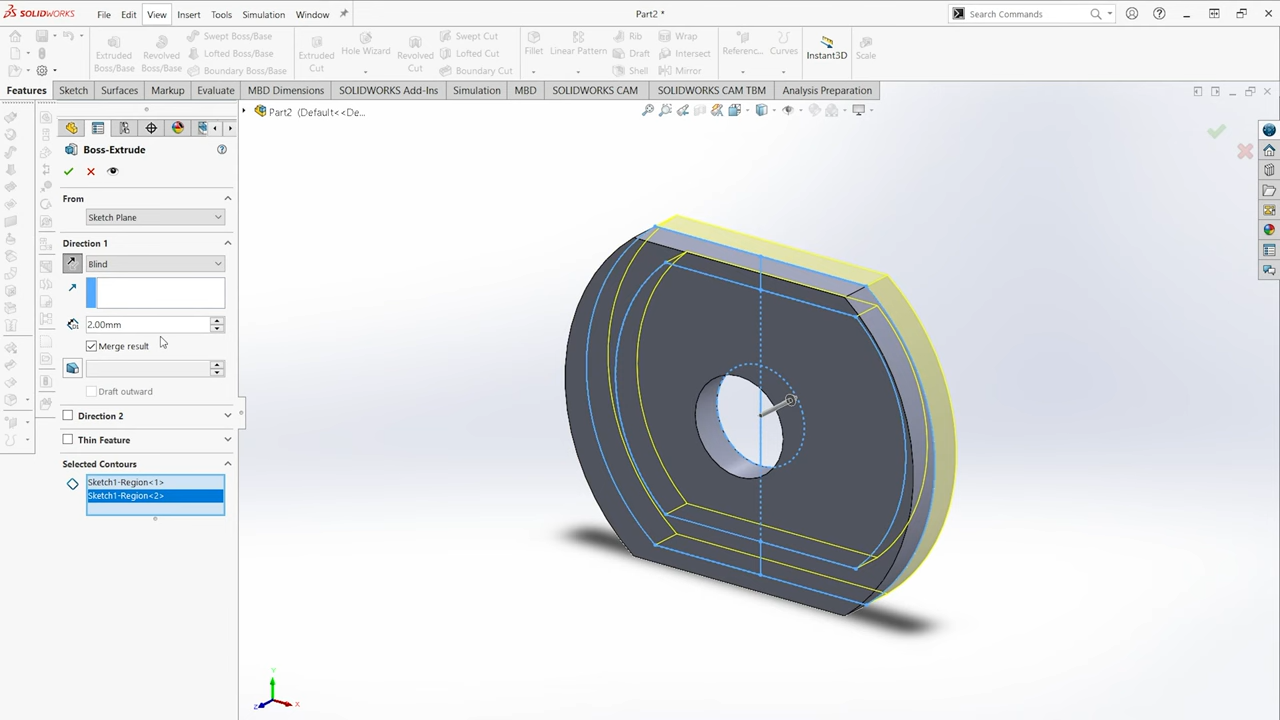 SOLIDWORKS File Edit View Insert Tools Simulation Window Part2 * Search Commands
Extruded Boss/Base Revolved Boss/Base Swept Boss/Base Lofted Boss/Base Boundary Boss/Base Extruded Cut Hole Wizard Revolved Cut Swept Cut Lofted Cut Boundary Cut Fillet Linear Pattern Rib Draft Shell Wrap Intersect Mirror Referenc... Curves Instant3D Scale
Features Sketch Surfaces Markup Evaluate MBD Dimensions SOLIDWORKS Add-Ins Simulation MBD SOLIDWORKS CAM SOLIDWORKS CAM TBM Analysis Preparation
Part2 (Default<<De...
Boss-Extrude
From
Sketch Plane
Direction 1
Blind
2.00mm
Merge result
Draft outward
Direction 2
Thin Feature
Selected Contours
Sketch1-Region<1>
Sketch1-Region<2>
Y
X
Z